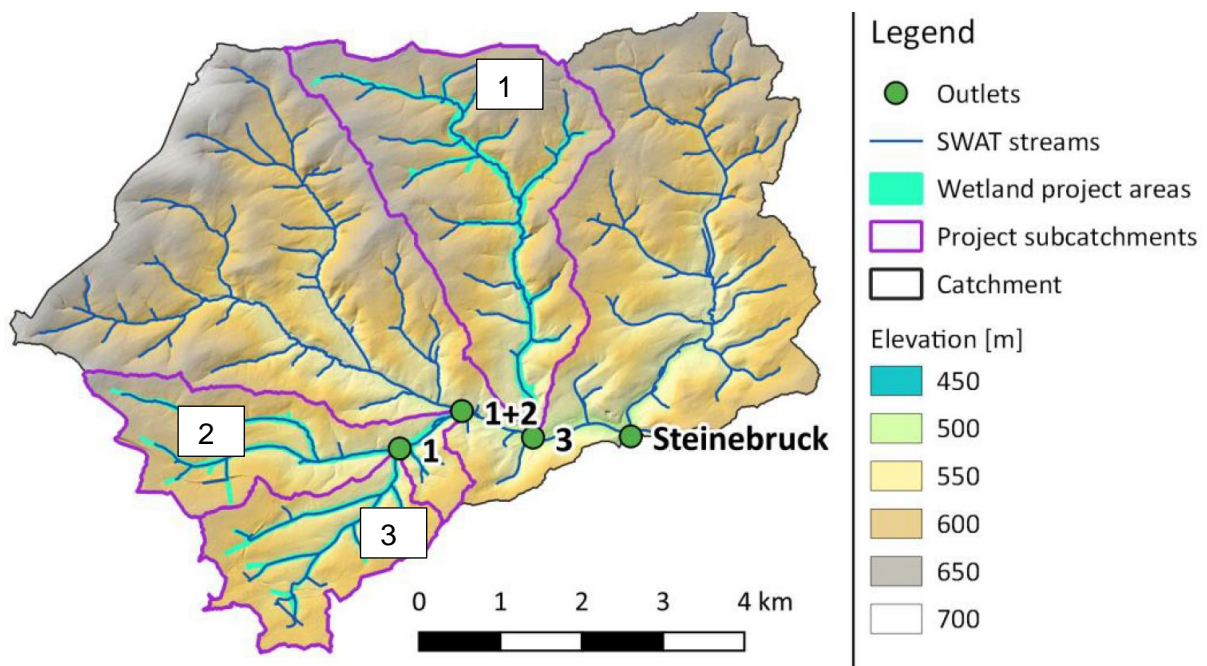 1
2
3
1+2
1
3
Steinebruck
0 1 2 3 4 km
Legend
Outlets
SWAT streams
Wetland project areas
Project subcatchments
Catchment
Elevation [m]
450
500
550
600
650
700